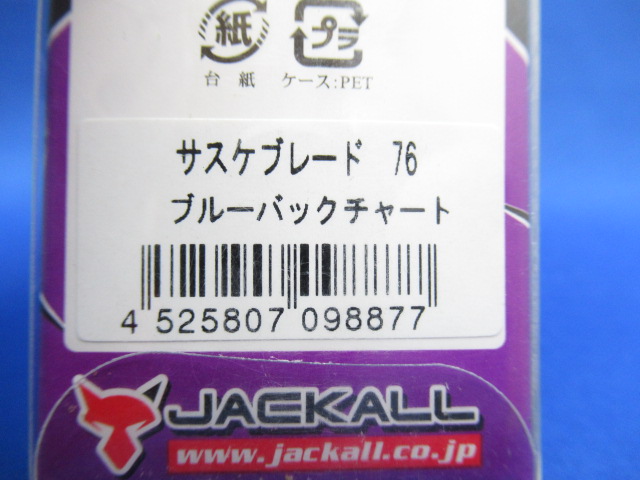 紙 プラ
台紙 ケース:PET
サスケブレード 76
ブルーバックチャート
4 525807 098877
JACKALL
www.jackall.co.jp